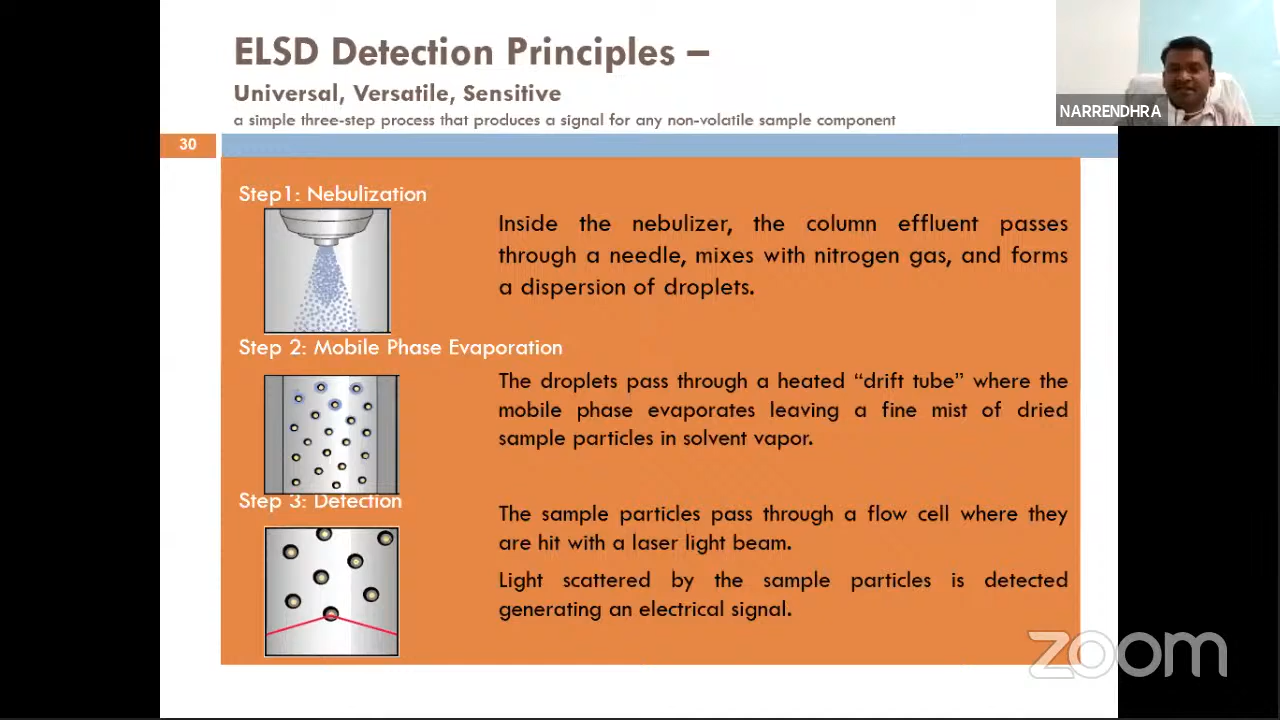 ELSD Detection Principles –
Universal, Versatile, Sensitive
a simple three-step process that produces a signal for any non-volatile sample component
NARRENDHRA
30
Step1: Nebulization
Inside the nebulizer, the column effluent passes
through a needle, mixes with nitrogen gas, and forms
a dispersion of droplets.
Step 2: Mobile Phase Evaporation
The droplets pass through a heated “drift tube” where the
mobile phase evaporates leaving a fine mist of dried
sample particles in solvent vapor.
Step 3: Detection
The sample particles pass through a flow cell where they
are hit with a laser light beam.
Light scattered by the sample particles is detected
generating an electrical signal.
zoom